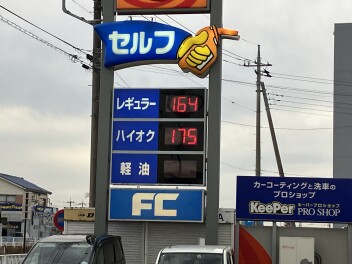 セルフ
レギュラー 164
ハイオク 175
軽油
FC
カーコーティングと洗車の
プロショップ
KeePer キーパープロショップ
PRO SHOP